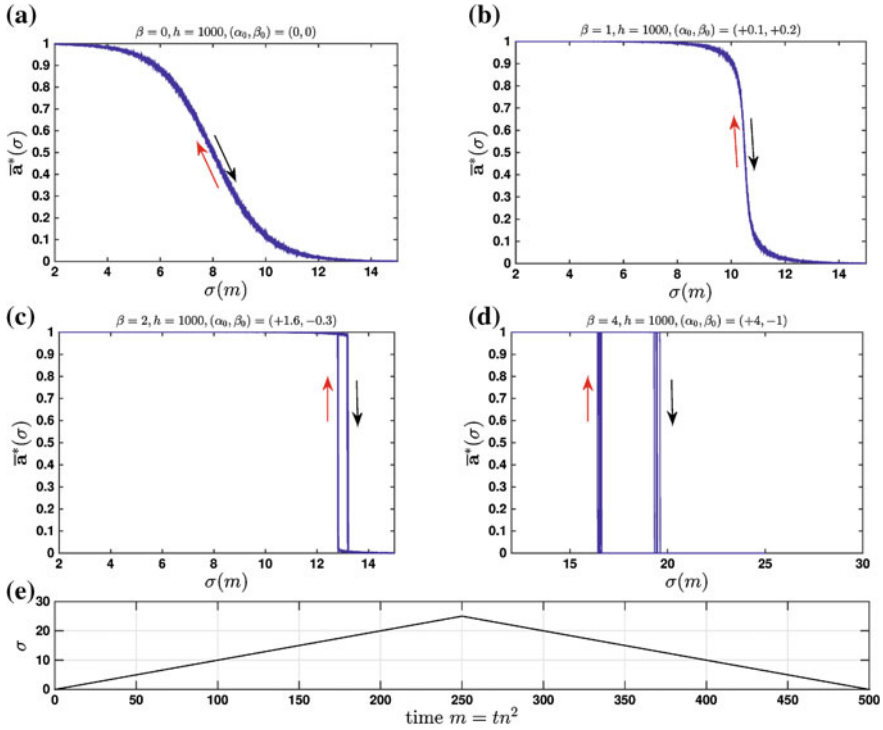 (a)
β = 0, h = 1000, (α₀, β₀) = (0, 0)
1
0.9
0.8
0.7
0.6
0.5
0.4
0.3
0.2
0.1
0
a̅*(σ)
2 4 6 8 10 12 14
σ(m)
(b)
β = 1, h = 1000, (α₀, β₀) = (+0.1, +0.2)
1
0.9
0.8
0.7
0.6
0.5
0.4
0.3
0.2
0.1
0
a̅*(σ)
2 4 6 8 10 12 14
σ(m)
(c)
β = 2, h = 1000, (α₀, β₀) = (+1.6, −0.3)
1
0.9
0.8
0.7
0.6
0.5
0.4
0.3
0.2
0.1
0
a̅*(σ)
2 4 6 8 10 12 14
σ(m)
(d)
β = 4, h = 1000, (α₀, β₀) = (+4, −1)
1
0.9
0.8
0.7
0.6
0.5
0.4
0.3
0.2
0.1
0
a̅*(σ)
15 20 25 30
σ(m)
(e)
30
20
10
0
σ
0 50 100 150 200 250 300 350 400 450 500
time m = tn²